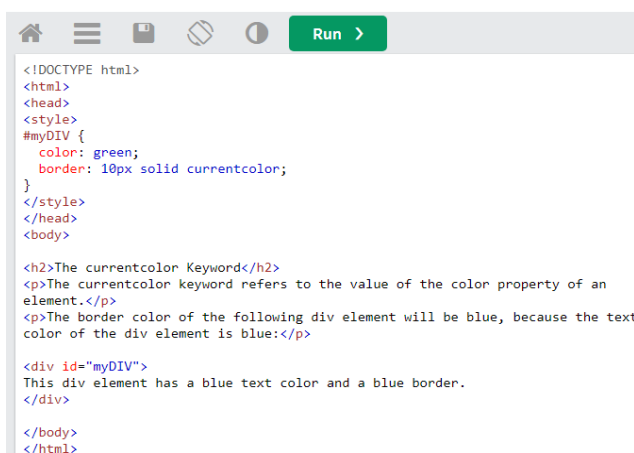 Run ❯
<!DOCTYPE html>
<html>
<head>
<style>
#myDIV {
  color: green;
  border: 10px solid currentcolor;
}
</style>
</head>
<body>

<h2>The currentcolor Keyword</h2>
<p>The currentcolor keyword refers to the value of the color property of an
element.</p>
<p>The border color of the following div element will be blue, because the text
color of the div element is blue:</p>

<div id="myDIV">
This div element has a blue text color and a blue border.
</div>

</body>
</html>